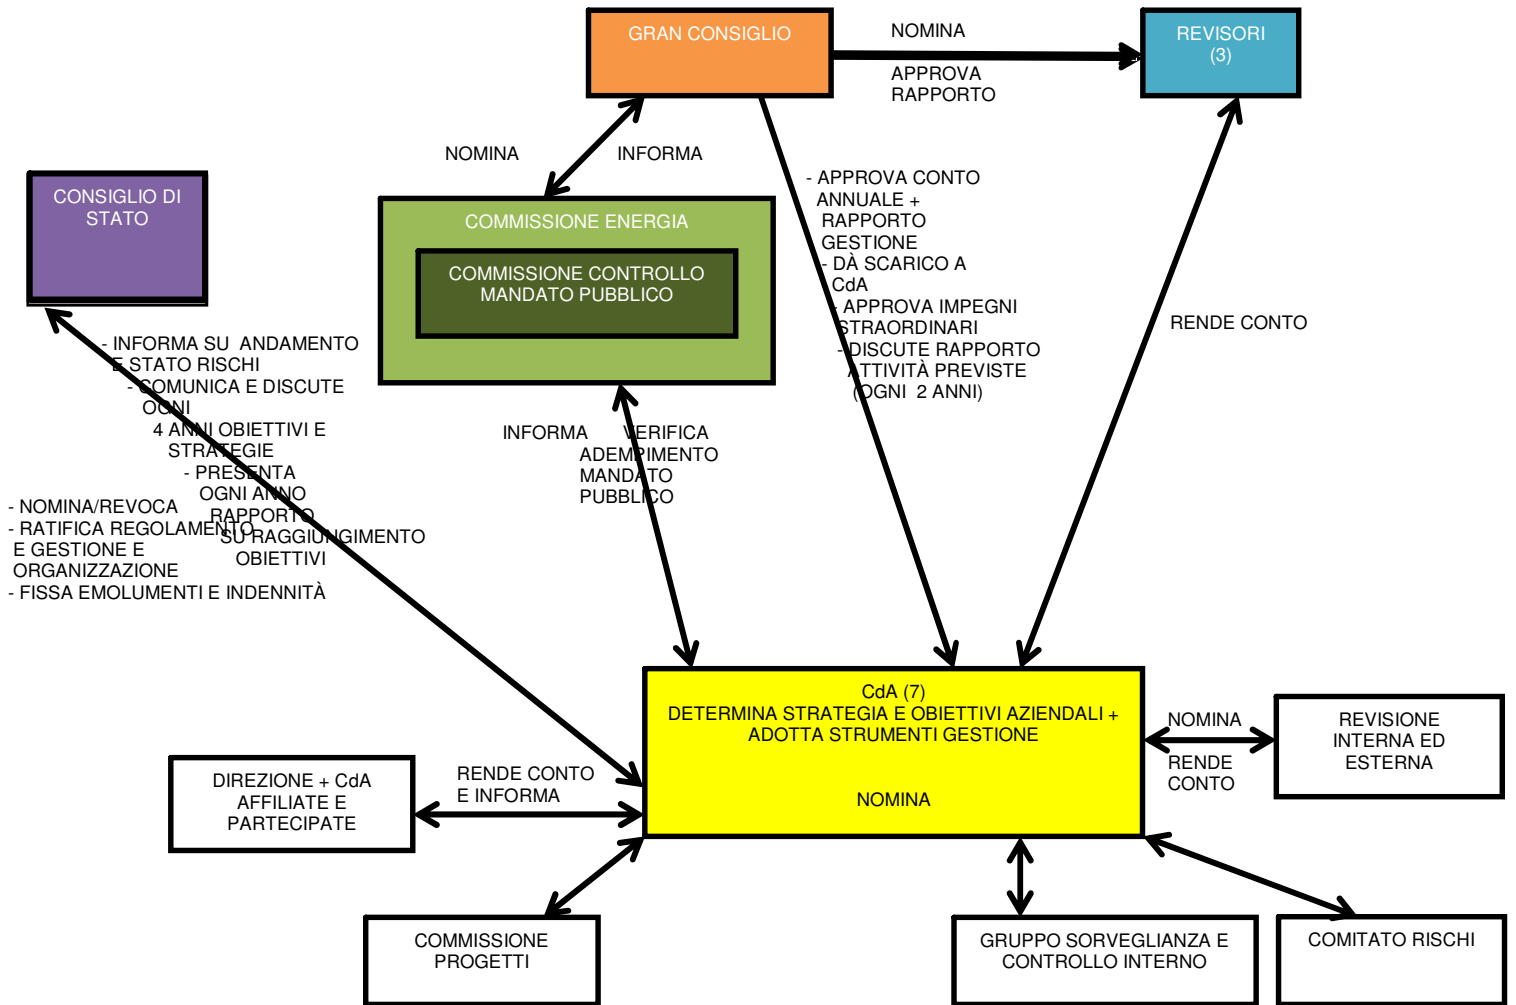 GRAN CONSIGLIO
NOMINA
APPROVA
RAPPORTO
REVISORI
(3)
NOMINA
INFORMA
CONSIGLIO DI
STATO
COMMISSIONE ENERGIA
COMMISSIONE CONTROLLO
MANDATO PUBBLICO
- APPROVA CONTO
ANNUALE +
RAPPORTO
GESTIONE
- DÀ SCARICO A
CdA
- APPROVA IMPEGNI
STRAORDINARI
- DISCUTE RAPPORTO
ATTIVITÀ PREVISTE
(OGNI 2 ANNI)
RENDE CONTO
- INFORMA SU ANDAMENTO
E STATO RISCHI
- COMUNICA E DISCUTE
OGNI
4 ANNI OBIETTIVI E
STRATEGIE
- PRESENTA
OGNI ANNO
RAPPORTO
SU RAGGIUNGIMENTO
OBIETTIVI
INFORMA VERIFICA
ADEMPIMENTO
MANDATO
PUBBLICO
- NOMINA/REVOCA
- RATIFICA REGOLAMENTO
E GESTIONE E
ORGANIZZAZIONE
- FISSA EMOLUMENTI E INDENNITÀ
CdA (7)
DETERMINA STRATEGIA E OBIETTIVI AZIENDALI +
ADOTTA STRUMENTI GESTIONE
NOMINA
NOMINA
RENDE
CONTO
REVISIONE
INTERNA ED
ESTERNA
DIREZIONE + CdA
AFFILIATE E
PARTECIPATE
RENDE CONTO
E INFORMA
COMMISSIONE
PROGETTI
GRUPPO SORVEGLIANZA E
CONTROLLO INTERNO
COMITATO RISCHI